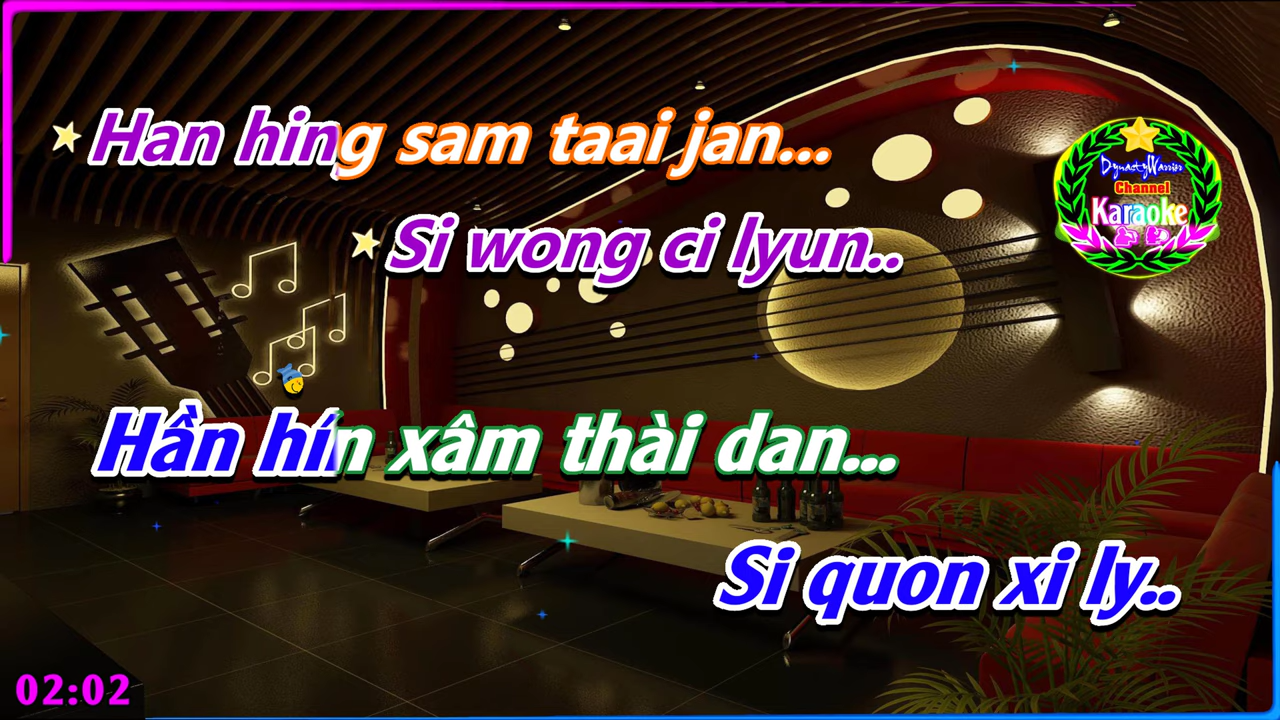 Han hing sam taai jan...
Si wong ci lyun..
DynastyWarrior
Channel
Karaoke
Hần hín xâm thài dan...
Si quon xi ly..
02:02